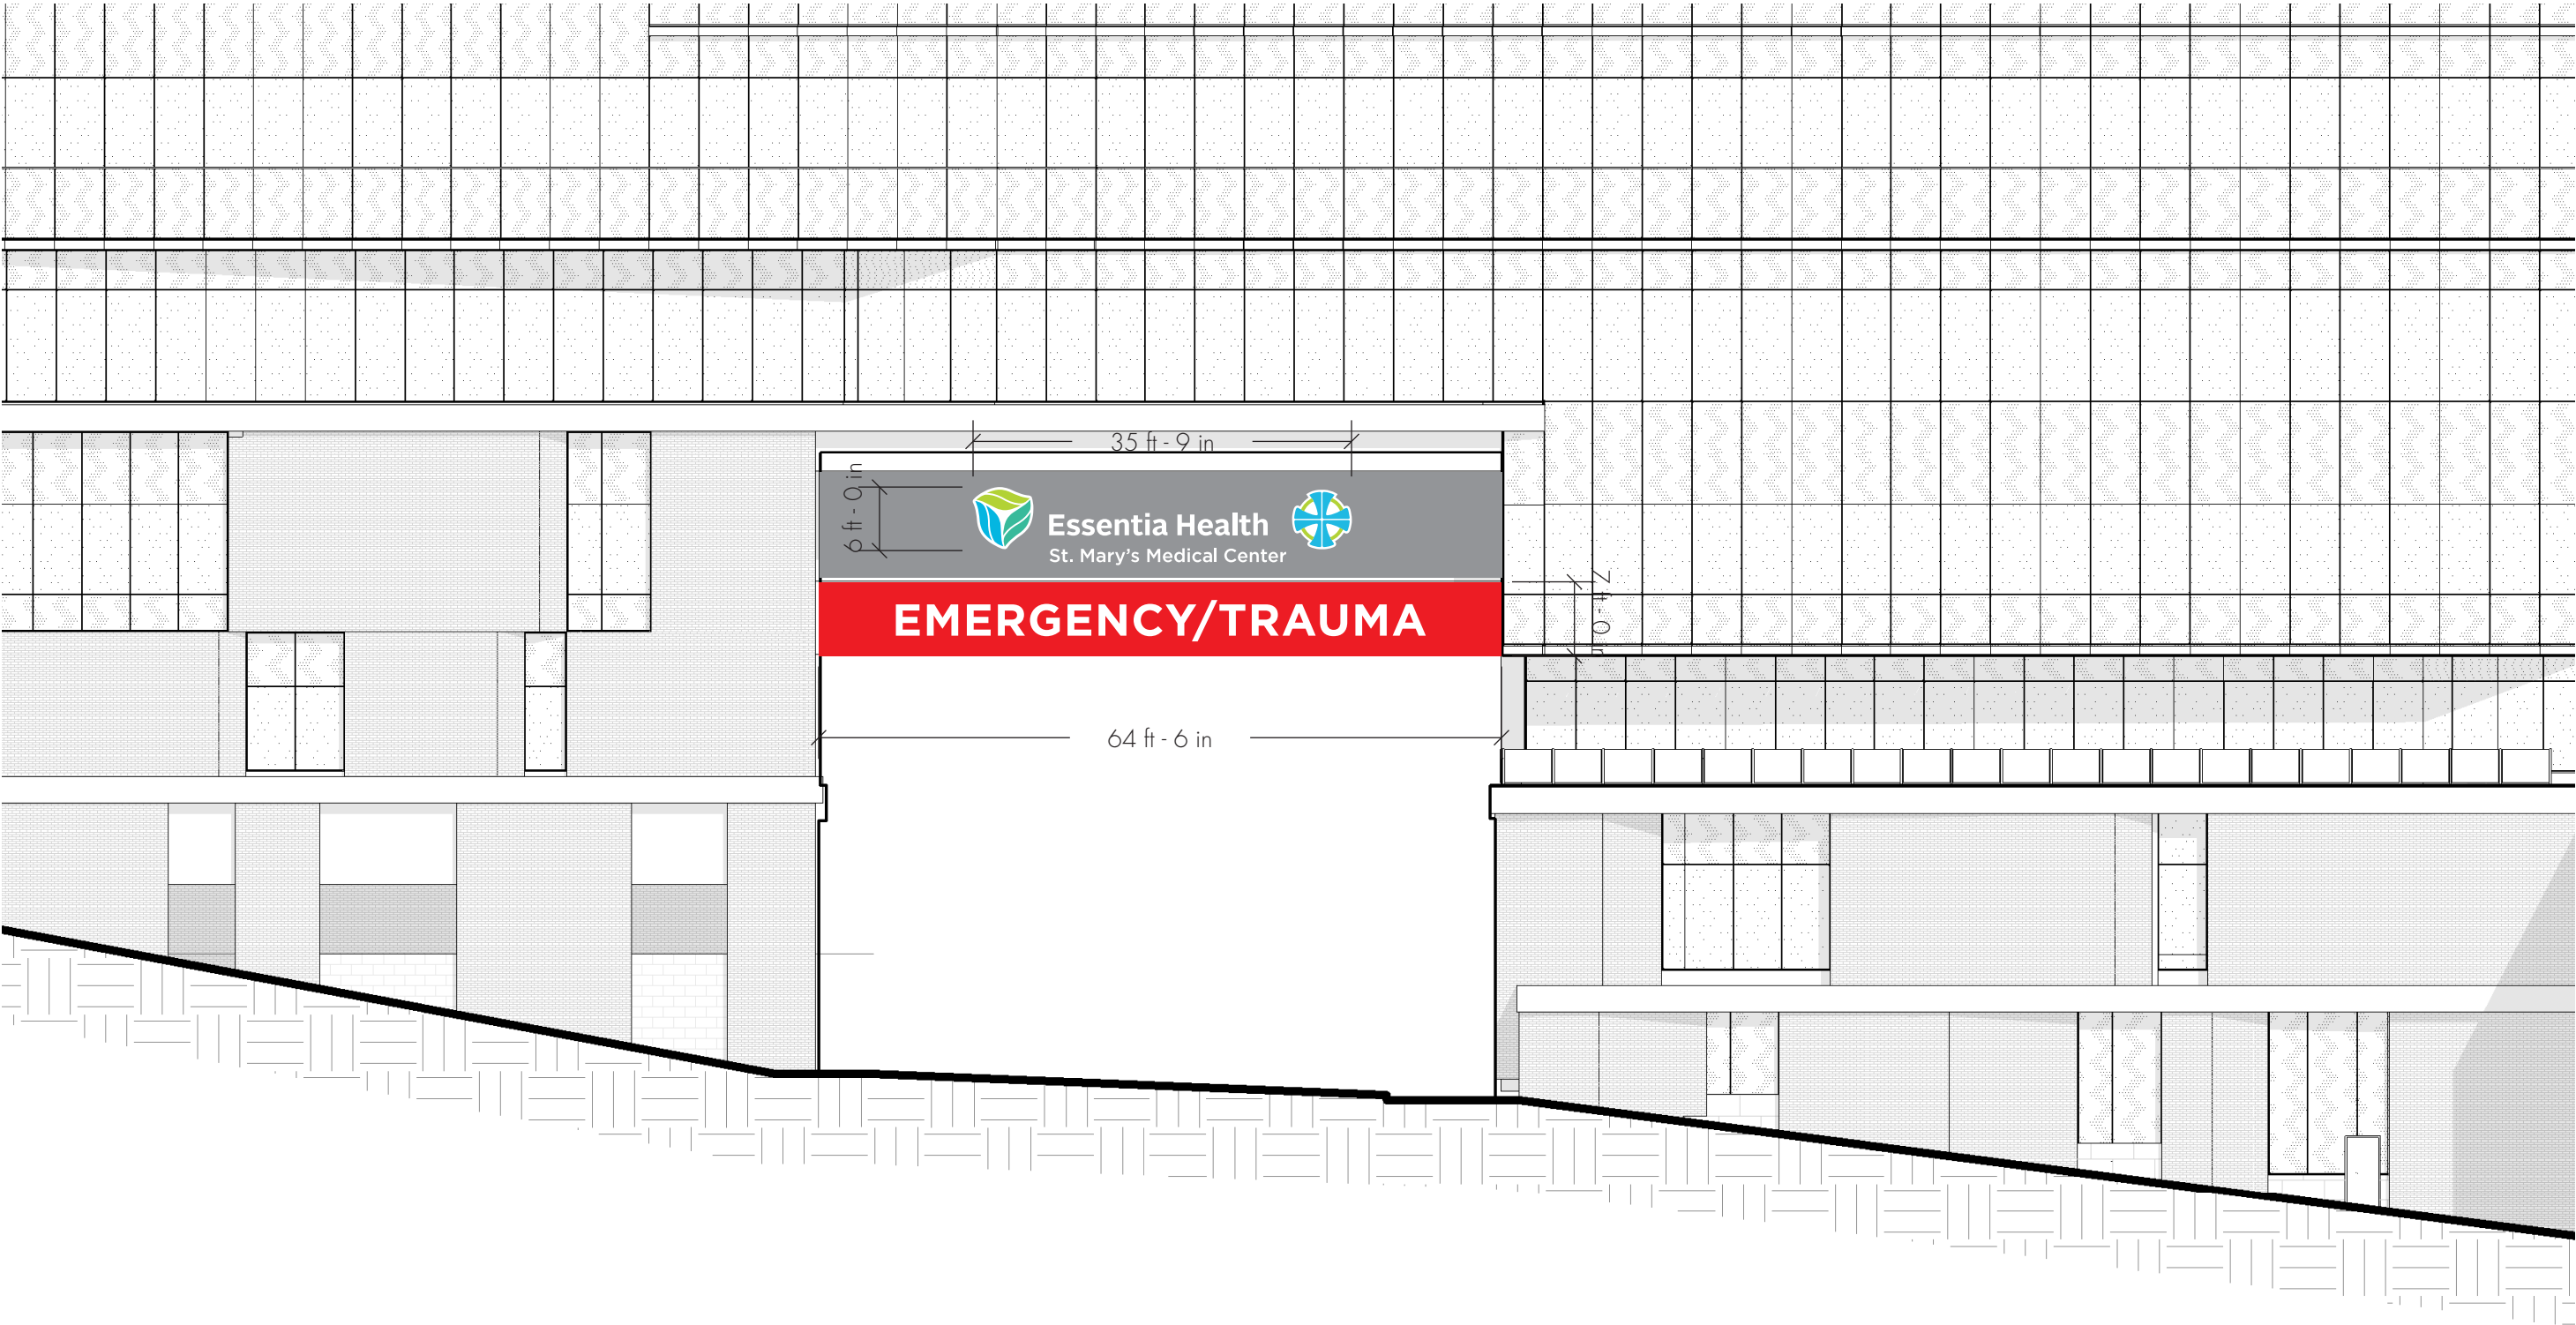 35 ft - 9 in
6 ft - 0 in
Essentia Health
St. Mary's Medical Center
7 ft - 0 in
EMERGENCY/TRAUMA
64 ft - 6 in